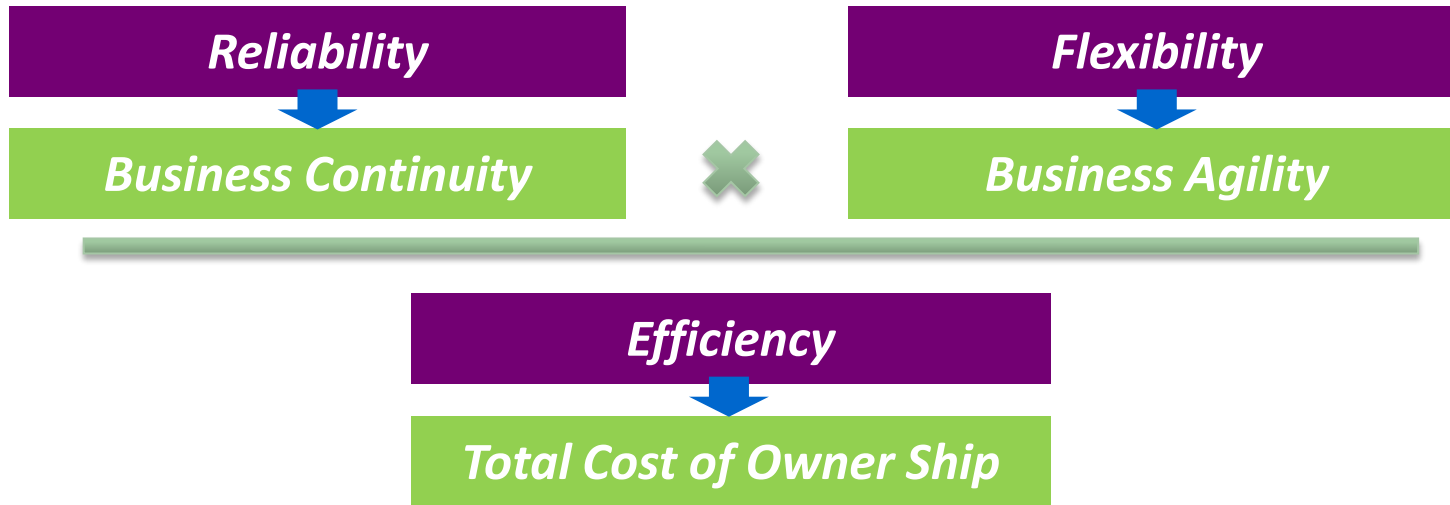 Reliability
Flexibility
Business Continuity
Business Agility
Efficiency
Total Cost of Owner Ship